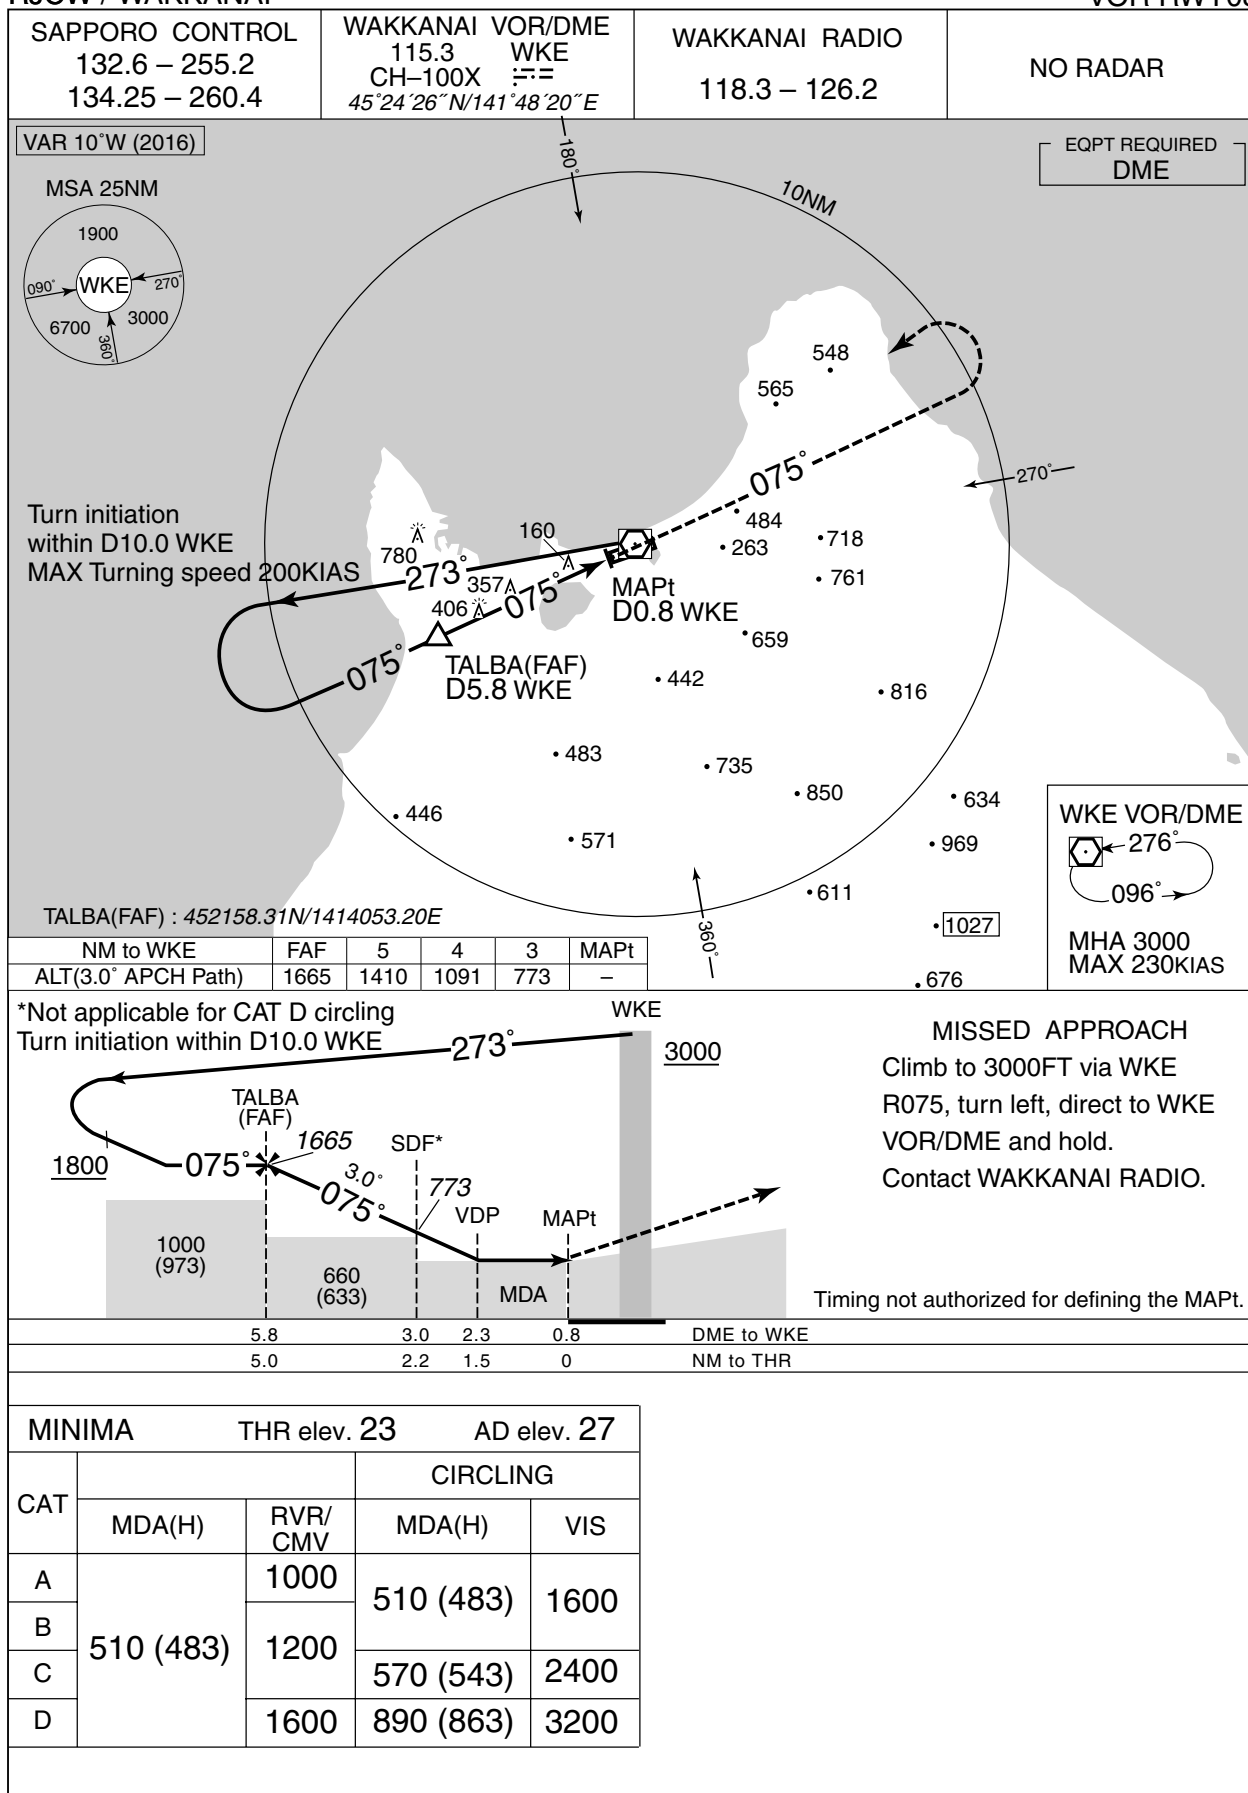 SAPPORO CONTROL
132.6 – 255.2
134.25 – 260.4
WAKKANAI VOR/DME
115.3 WKE
CH–100X
45°24´26˝N/141°48´20˝E
WAKKANAI RADIO
118.3 – 126.2
NO RADAR
VAR 10°W (2016)
MSA 25NM
1900
090°
WKE
270°
6700
3000
360°
180°
10NM
EQPT REQUIRED
DME
548
565
075°
270°
Turn initiation
within D10.0 WKE
MAX Turning speed 200KIAS
780
160
484
263
718
761
273°
357
406
075°
MAPt
D0.8 WKE
659
075°
TALBA(FAF)
D5.8 WKE
442
816
483
735
850
634
446
571
969
611
1027
676
360°
WKE VOR/DME
276°
096°
MHA 3000
MAX 230KIAS
TALBA(FAF) : 452158.31N/1414053.20E
NM to WKE FAF 5 4 3 MAPt
ALT(3.0° APCH Path) 1665 1410 1091 773 –
*Not applicable for CAT D circling
Turn initiation within D10.0 WKE
273°
WKE
3000
TALBA
(FAF)
1665
SDF*
1800
075°
3.0°
075°
773
VDP
MAPt
1000
(973)
660
(633)
MDA
MISSED APPROACH
Climb to 3000FT via WKE
R075, turn left, direct to WKE
VOR/DME and hold.
Contact WAKKANAI RADIO.
Timing not authorized for defining the MAPt.
5.8 3.0 2.3 0.8 DME to WKE
5.0 2.2 1.5 0 NM to THR
MINIMA THR elev. 23 AD elev. 27
CAT
CIRCLING
MDA(H) RVR/
CMV
MDA(H) VIS
A 1000
510 (483) 1600
B
510 (483) 1200
C 570 (543) 2400
D 1600 890 (863) 3200